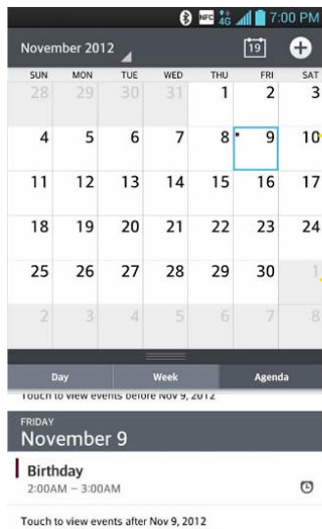 NFC 4G 7:00 PM
November 2012 19
SUN MON TUE WED THU FRI SAT
28 29 30 31 1 2 3
4 5 6 7 8 9 10
11 12 13 14 15 16 17
18 19 20 21 22 23 24
25 26 27 28 29 30 1
2 3 4 5 6 7 8
Day Week Agenda
Touch to view events before Nov 9, 2012
FRIDAY
November 9
Birthday
2:00AM – 3:00AM
Touch to view events after Nov 9, 2012